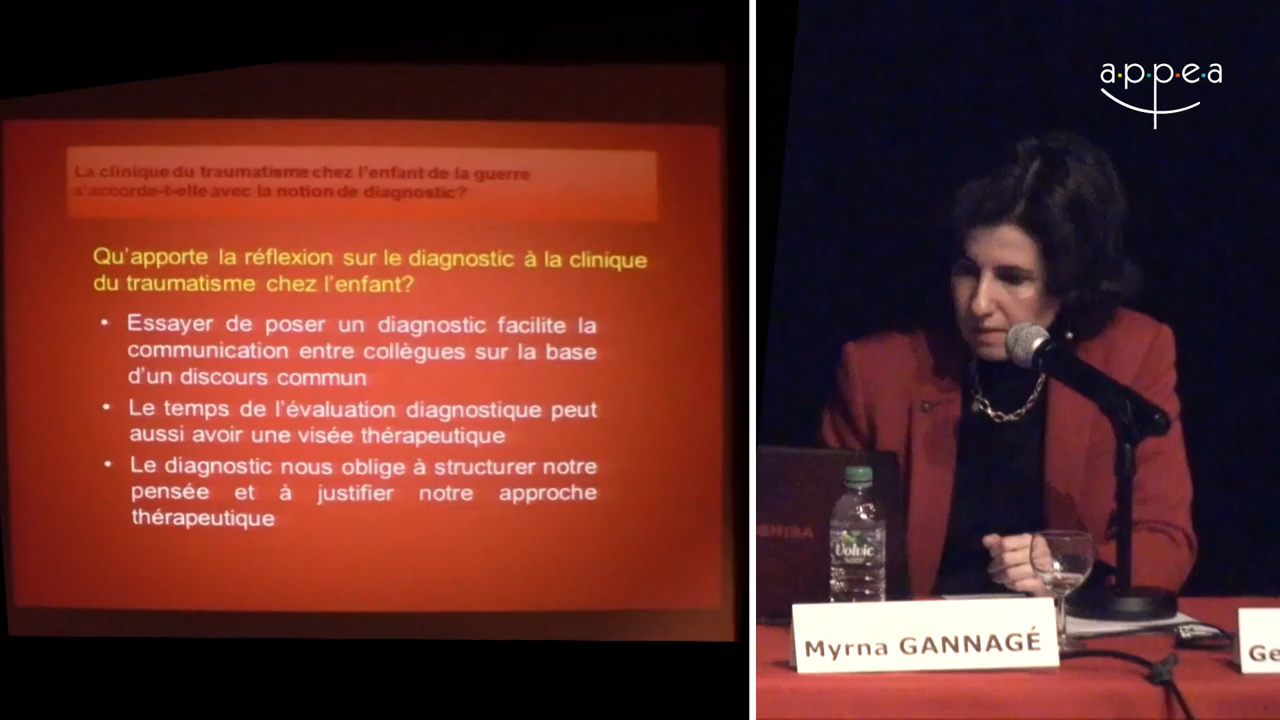 La clinique du traumatisme chez l'enfant de la guerre
s'accorde-t-elle avec la notion de diagnostic?
Qu'apporte la réflexion sur le diagnostic à la clinique
du traumatisme chez l'enfant?
• Essayer de poser un diagnostic facilite la
communication entre collègues sur la base
d'un discours commun
• Le temps de l'évaluation diagnostique peut
aussi avoir une visée thérapeutique
• Le diagnostic nous oblige à structurer notre
pensée et à justifier notre approche
thérapeutique
a·p·p·e·a
Volvic
Myrna GANNAGÉ
Ge